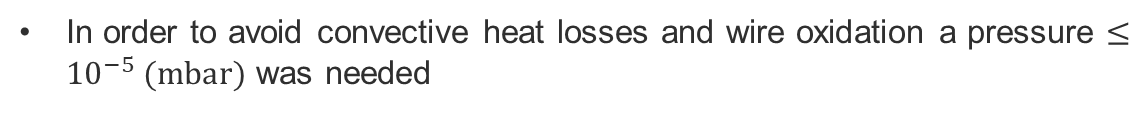 • In order to avoid convective heat losses and wire oxidation a pressure ≤
10⁻⁵ (mbar) was needed